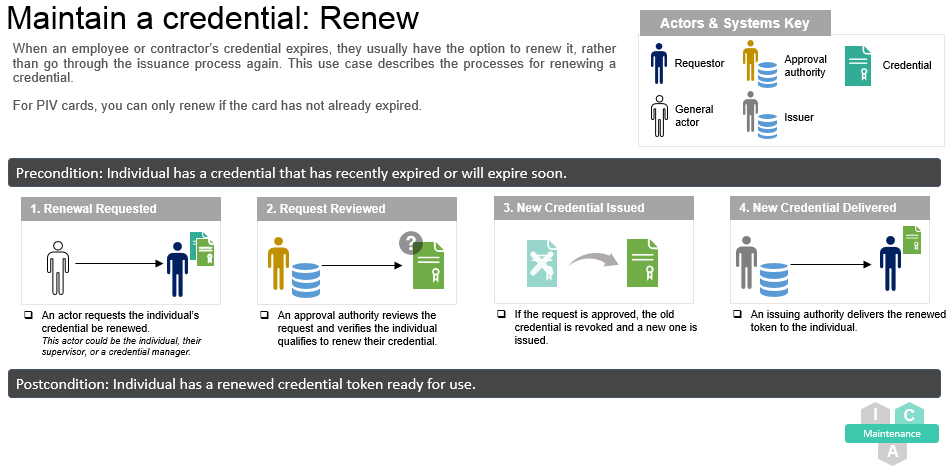 Maintain a credential: Renew
When an employee or contractor's credential expires, they usually have the option to renew it, rather
than go through the issuance process again. This use case describes the processes for renewing a
credential.
For PIV cards, you can only renew if the card has not already expired.
Actors & Systems Key
Requestor
Approval
authority
Credential
General
actor
Issuer
Precondition: Individual has a credential that has recently expired or will expire soon.
1. Renewal Requested
An actor requests the individual's
credential be renewed.
This actor could be the individual, their
supervisor, or a credential manager.
2. Request Reviewed
?
An approval authority reviews the
request and verifies the individual
qualifies to renew their credential.
3. New Credential Issued
If the request is approved, the old
credential is revoked and a new one is
issued.
4. New Credential Delivered
An issuing authority delivers the renewed
token to the individual.
Postcondition: Individual has a renewed credential token ready for use.
I C
Maintenance
A